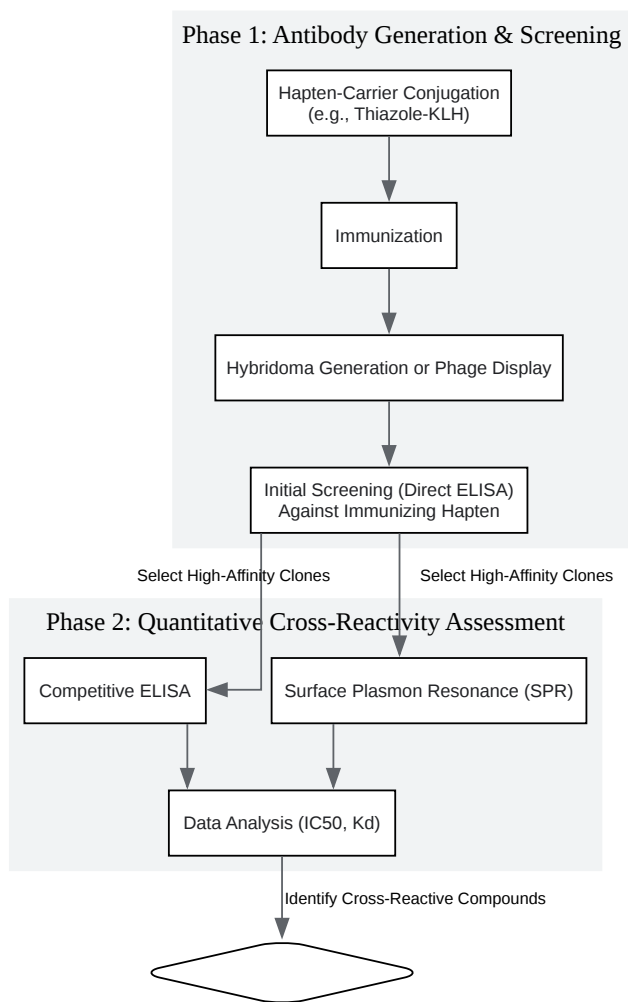 Phase 1: Antibody Generation & Screening
Hapten-Carrier Conjugation
(e.g., Thiazole-KLH)
Immunization
Hybridoma Generation or Phage Display
Initial Screening (Direct ELISA)
Against Immunizing Hapten
Select High-Affinity Clones
Select High-Affinity Clones
Phase 2: Quantitative Cross-Reactivity Assessment
Competitive ELISA
Surface Plasmon Resonance (SPR)
Data Analysis (IC50, Kd)
Identify Cross-Reactive Compounds